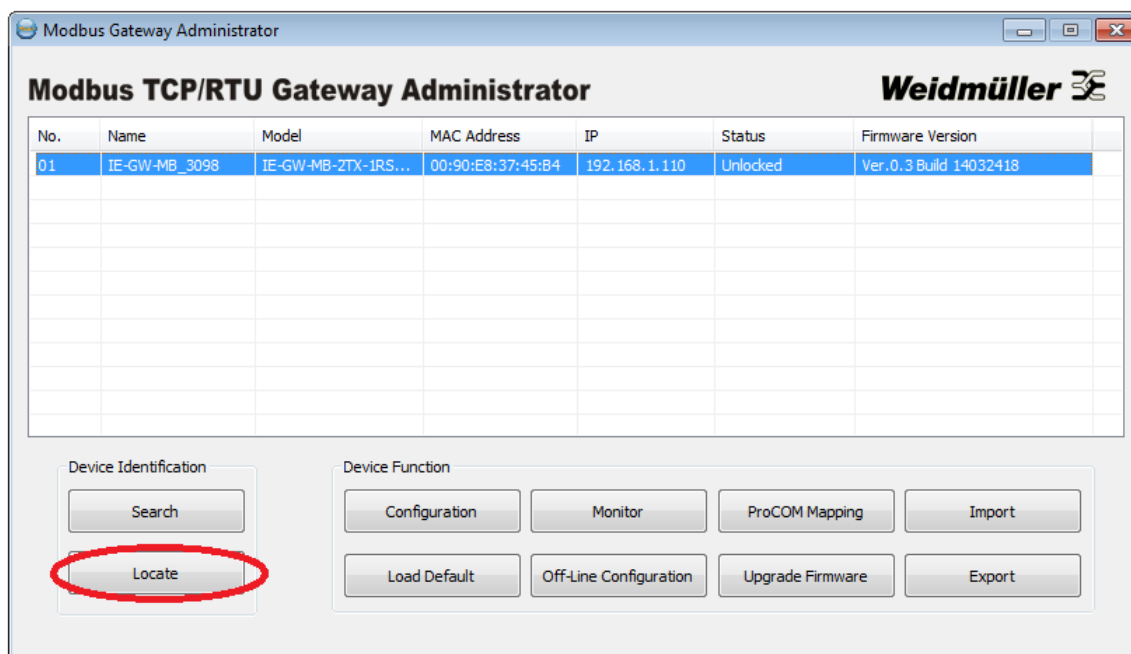 Modbus Gateway Administrator
Modbus TCP/RTU Gateway Administrator Weidmüller
No. Name Model MAC Address IP Status Firmware Version
01 IE-GW-MB_3098 IE-GW-MB-2TX-1RS... 00:90:E8:37:45:B4 192.168.1.110 Unlocked Ver.0.3 Build 14032418
Device Identification Device Function
Search Configuration Monitor ProCOM Mapping Import
Locate Load Default Off-Line Configuration Upgrade Firmware Export